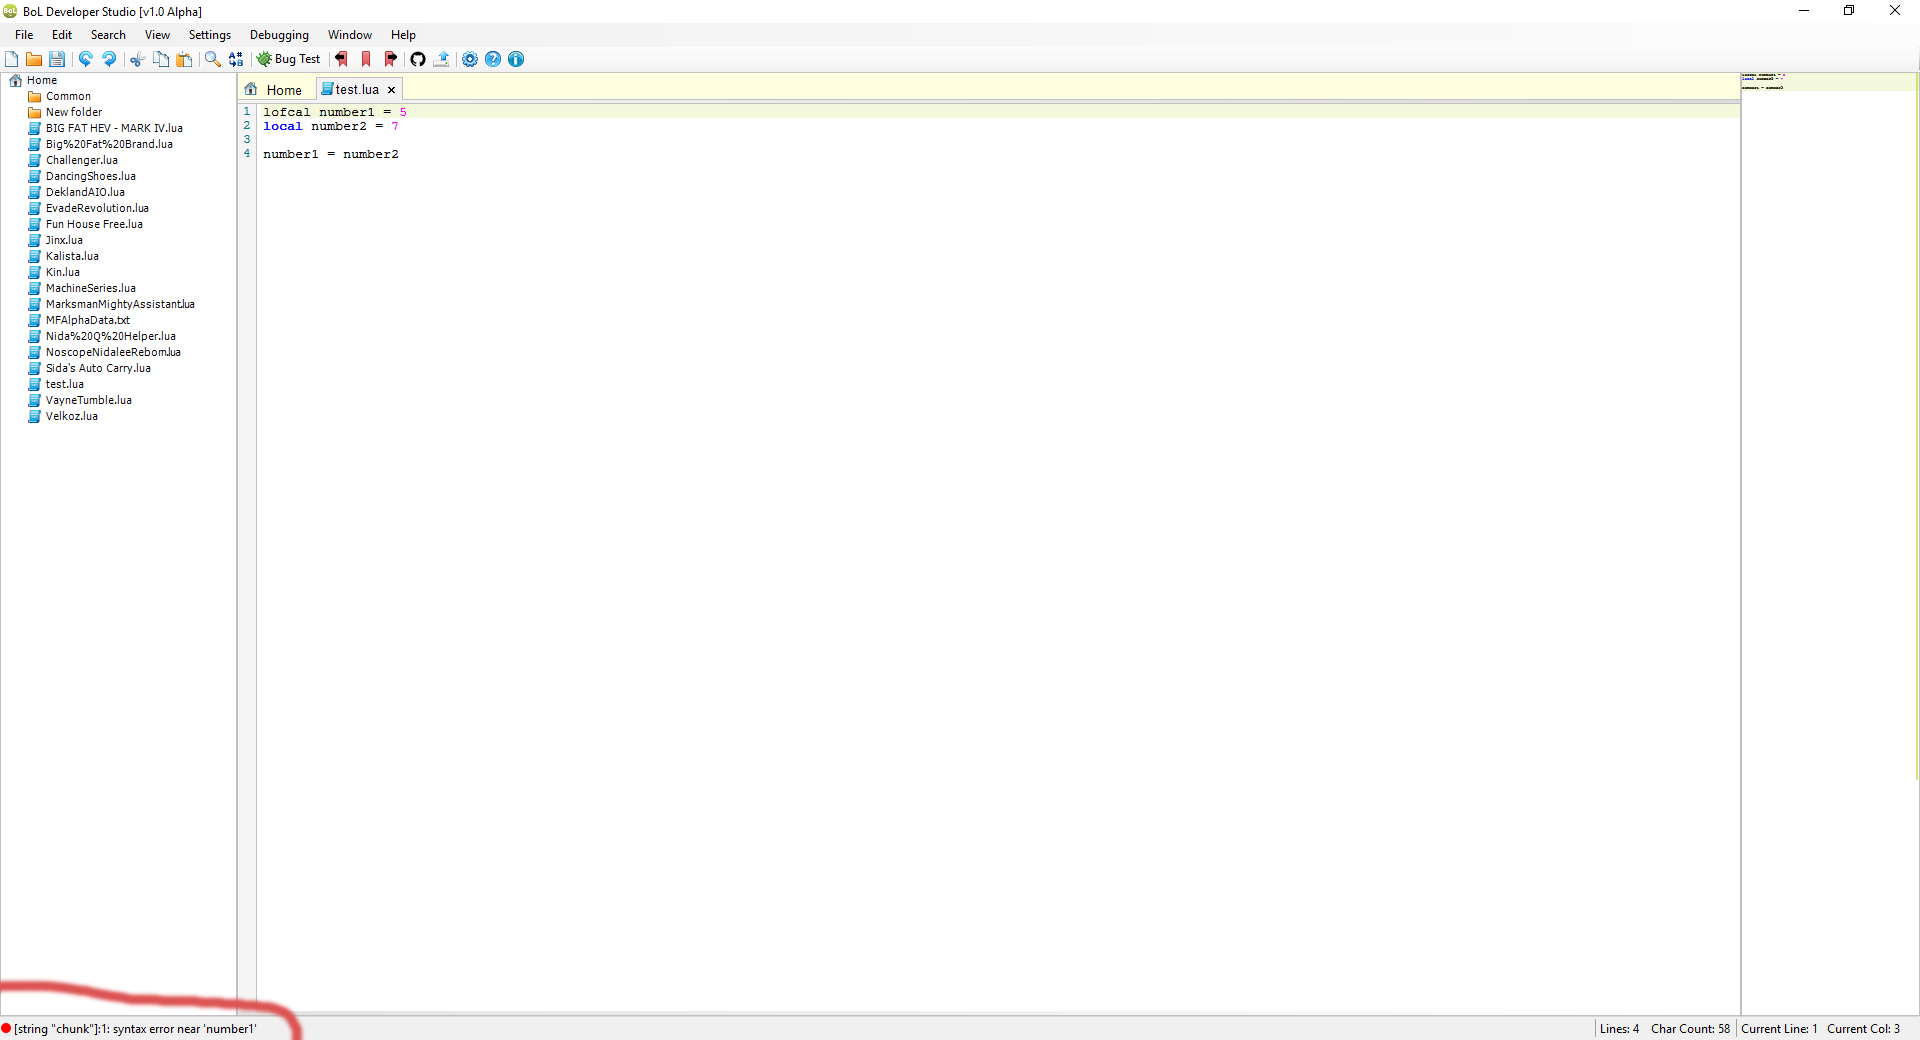 BoL Developer Studio [v1.0 Alpha]
File Edit Search View Settings Debugging Window Help
Bug Test
Home
Common
New folder
BIG FAT HEV - MARK IV.lua
Big%20Fat%20Brand.lua
Challenger.lua
DancingShoes.lua
DeklandAIO.lua
EvadeRevolution.lua
Fun House Free.lua
Jinx.lua
Kalista.lua
Kin.lua
MachineSeries.lua
MarksmanMightyAssistant.lua
MFAlphaData.txt
Nida%20Q%20Helper.lua
NoscopeNidaleeReborn.lua
Sida's Auto Carry.lua
test.lua
VayneTumble.lua
Velkoz.lua
Home test.lua
1 lofcal number1 = 5
2 local number2 = 7
3
4 number1 = number2
[string "chunk"]:1: syntax error near 'number1'
Lines: 4 Char Count: 58 Current Line: 1 Current Col: 3